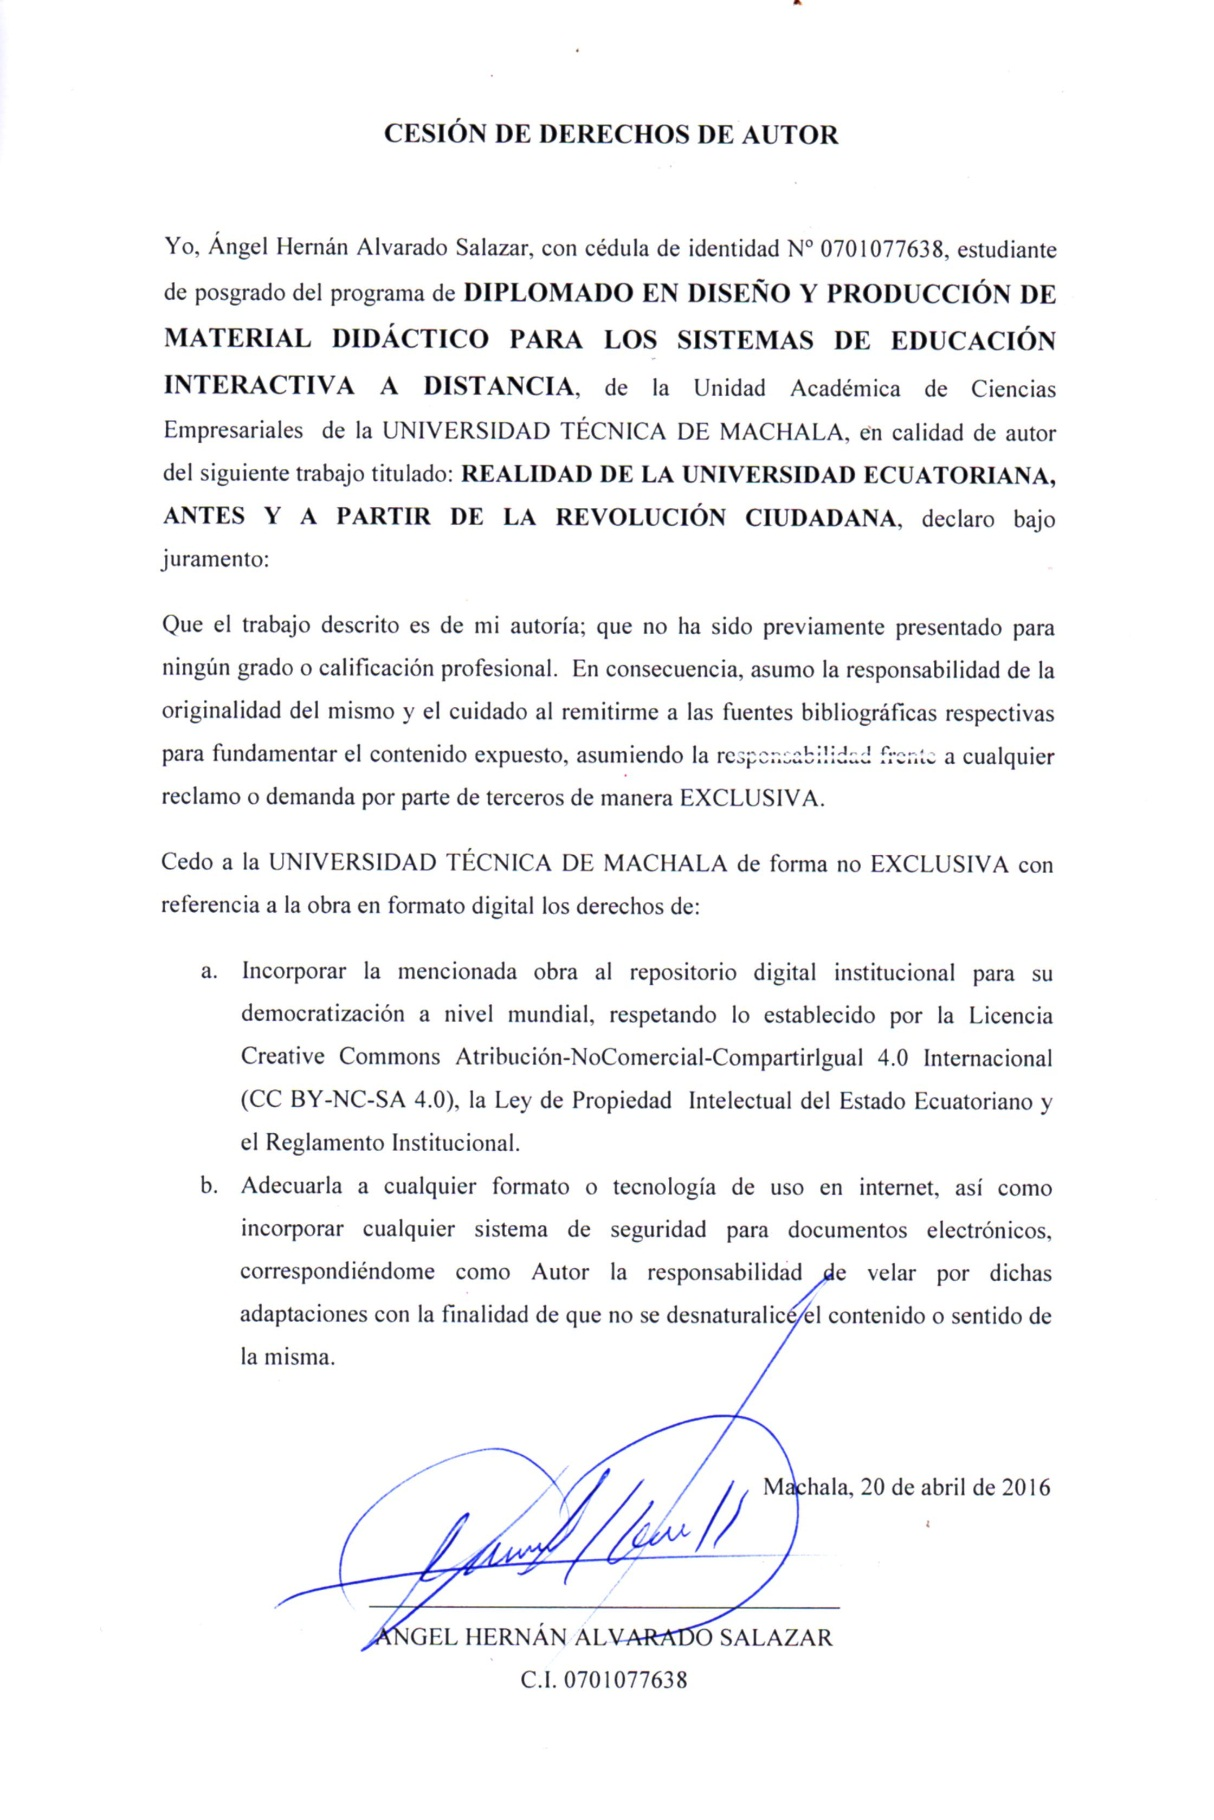 CESIÓN DE DERECHOS DE AUTOR
Yo, Ángel Hernán Alvarado Salazar, con cédula de identidad Nº 0701077638, estudiante
de posgrado del programa de DIPLOMADO EN DISEÑO Y PRODUCCIÓN DE
MATERIAL DIDÁCTICO PARA LOS SISTEMAS DE EDUCACIÓN
INTERACTIVA A DISTANCIA, de la Unidad Académica de Ciencias
Empresariales de la UNIVERSIDAD TÉCNICA DE MACHALA, en calidad de autor
del siguiente trabajo titulado: REALIDAD DE LA UNIVERSIDAD ECUATORIANA,
ANTES Y A PARTIR DE LA REVOLUCIÓN CIUDADANA, declaro bajo
juramento:
Que el trabajo descrito es de mi autoría; que no ha sido previamente presentado para
ningún grado o calificación profesional. En consecuencia, asumo la responsabilidad de la
originalidad del mismo y el cuidado al remitirme a las fuentes bibliográficas respectivas
para fundamentar el contenido expuesto, asumiendo la responsabilidad frente a cualquier
reclamo o demanda por parte de terceros de manera EXCLUSIVA.
Cedo a la UNIVERSIDAD TÉCNICA DE MACHALA de forma no EXCLUSIVA con
referencia a la obra en formato digital los derechos de:
a. Incorporar la mencionada obra al repositorio digital institucional para su
democratización a nivel mundial, respetando lo establecido por la Licencia
Creative Commons Atribución-NoComercial-CompartirIgual 4.0 Internacional
(CC BY-NC-SA 4.0), la Ley de Propiedad Intelectual del Estado Ecuatoriano y
el Reglamento Institucional.
b. Adecuarla a cualquier formato o tecnología de uso en internet, así como
incorporar cualquier sistema de seguridad para documentos electrónicos,
correspondiéndome como Autor la responsabilidad de velar por dichas
adaptaciones con la finalidad de que no se desnaturalice el contenido o sentido de
la misma.
Machala, 20 de abril de 2016
ÁNGEL HERNÁN ALVARADO SALAZAR
C.I. 0701077638